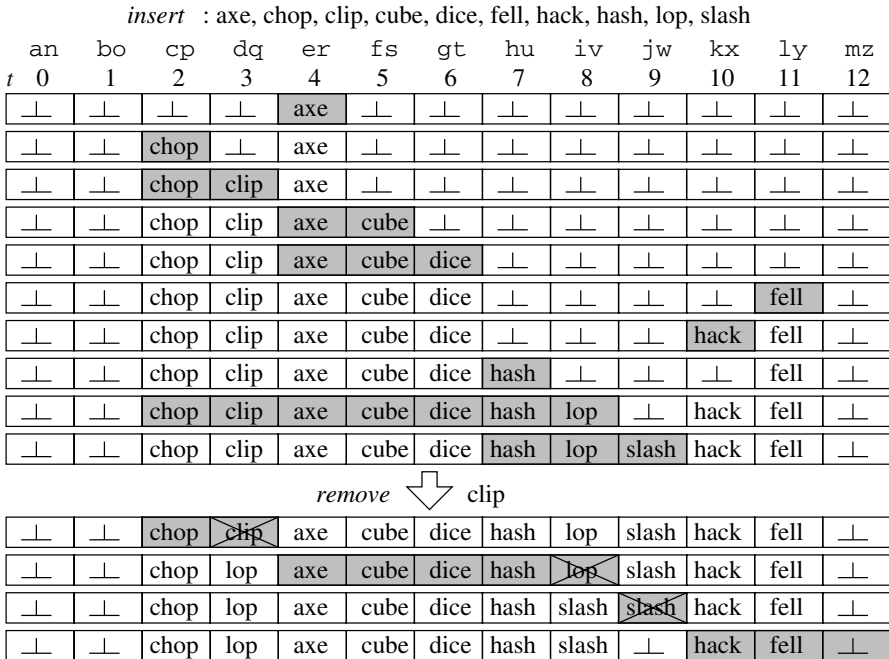 insert : axe, chop, clip, cube, dice, fell, hack, hash, lop, slash
an bo cp dq er fs gt hu iv jw kx ly mz
t 0 1 2 3 4 5 6 7 8 9 10 11 12
⊥ ⊥ ⊥ ⊥ axe ⊥ ⊥ ⊥ ⊥ ⊥ ⊥ ⊥ ⊥
⊥ ⊥ chop ⊥ axe ⊥ ⊥ ⊥ ⊥ ⊥ ⊥ ⊥ ⊥
⊥ ⊥ chop clip axe ⊥ ⊥ ⊥ ⊥ ⊥ ⊥ ⊥ ⊥
⊥ ⊥ chop clip axe cube ⊥ ⊥ ⊥ ⊥ ⊥ ⊥ ⊥
⊥ ⊥ chop clip axe cube dice ⊥ ⊥ ⊥ ⊥ ⊥ ⊥
⊥ ⊥ chop clip axe cube dice ⊥ ⊥ ⊥ ⊥ fell ⊥
⊥ ⊥ chop clip axe cube dice ⊥ ⊥ ⊥ hack fell ⊥
⊥ ⊥ chop clip axe cube dice hash ⊥ ⊥ ⊥ fell ⊥
⊥ ⊥ chop clip axe cube dice hash lop ⊥ hack fell ⊥
⊥ ⊥ chop clip axe cube dice hash lop slash hack fell ⊥
remove clip
⊥ ⊥ chop clip axe cube dice hash lop slash hack fell ⊥
⊥ ⊥ chop lop axe cube dice hash lop slash hack fell ⊥
⊥ ⊥ chop lop axe cube dice hash slash slash hack fell ⊥
⊥ ⊥ chop lop axe cube dice hash slash ⊥ hack fell ⊥